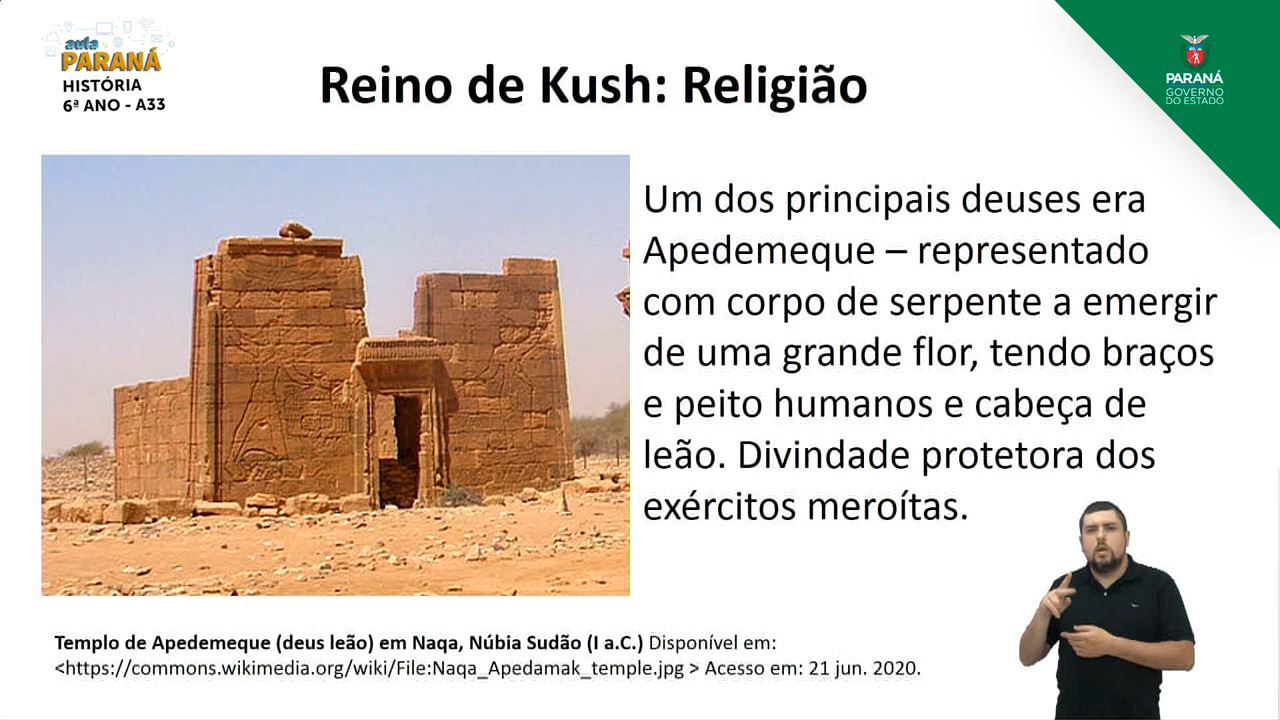 aula
PARANÁ
HISTÓRIA
6ª ANO - A33
Reino de Kush: Religião
PARANÁ
GOVERNO
DO ESTADO
Um dos principais deuses era
Apedemeque – representado
com corpo de serpente a emergir
de uma grande flor, tendo braços
e peito humanos e cabeça de
leão. Divindade protetora dos
exércitos meroítas.
Templo de Apedemeque (deus leão) em Naqa, Núbia Sudão (I a.C.) Disponível em:
<https://commons.wikimedia.org/wiki/File:Naqa_Apedamak_temple.jpg > Acesso em: 21 jun. 2020.